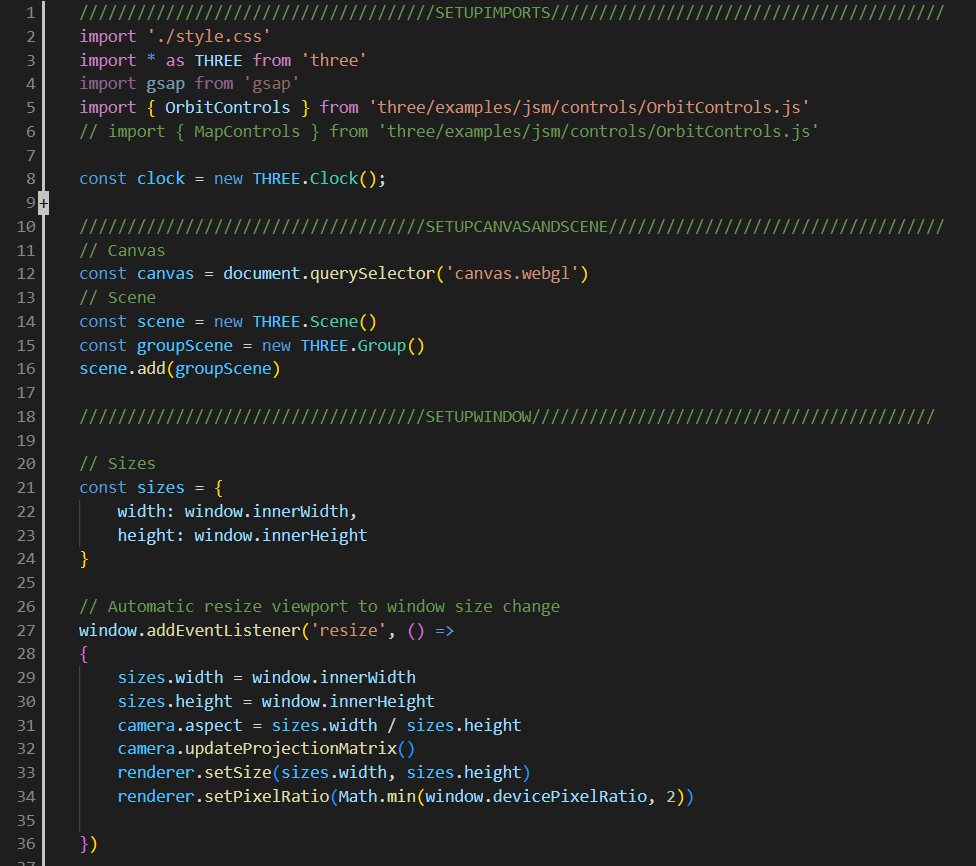 1 /////////////////////////////////////SETUPIMPORTS/////////////////////////////////////////
2 import './style.css'
3 import * as THREE from 'three'
4 import gsap from 'gsap'
5 import { OrbitControls } from 'three/examples/jsm/controls/OrbitControls.js'
6 // import { MapControls } from 'three/examples/jsm/controls/OrbitControls.js'
7
8 const clock = new THREE.Clock();
9 +
10 ////////////////////////////////////SETUPCANVASANDSCENE///////////////////////////////////
11 // Canvas
12 const canvas = document.querySelector('canvas.webgl')
13 // Scene
14 const scene = new THREE.Scene()
15 const groupScene = new THREE.Group()
16 scene.add(groupScene)
17
18 ////////////////////////////////////SETUPWINDOW//////////////////////////////////////////
19
20 // Sizes
21 const sizes = {
22     width: window.innerWidth,
23     height: window.innerHeight
24 }
25
26 // Automatic resize viewport to window size change
27 window.addEventListener('resize', () =>
28 {
29     sizes.width = window.innerWidth
30     sizes.height = window.innerHeight
31     camera.aspect = sizes.width / sizes.height
32     camera.updateProjectionMatrix()
33     renderer.setSize(sizes.width, sizes.height)
34     renderer.setPixelRatio(Math.min(window.devicePixelRatio, 2))
35
36 })
37